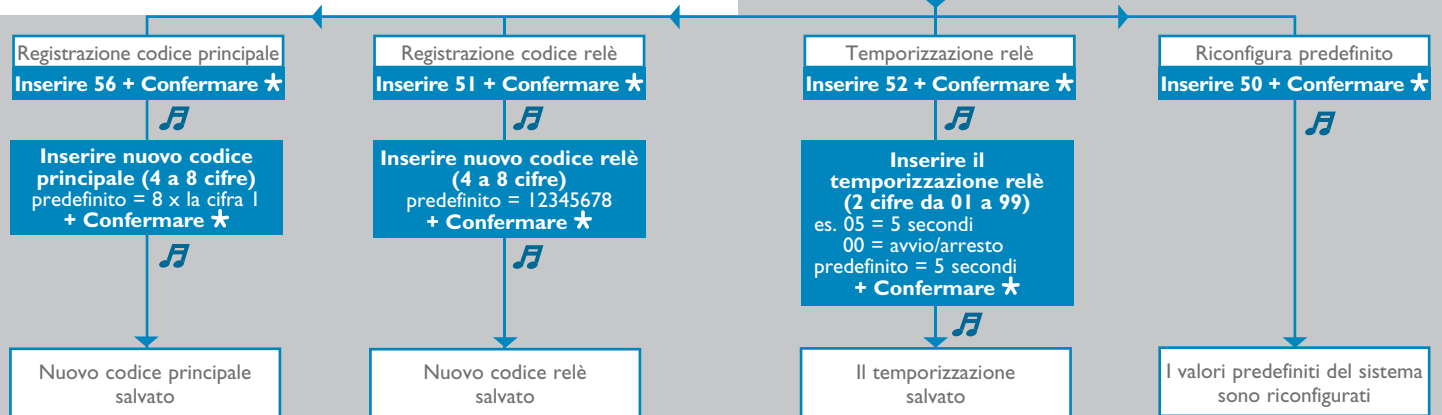 Registrazione codice principale
Inserire 56 + Confermare *
Inserire nuovo codice
principale (4 a 8 cifre)
predefinito = 8 x la cifra 1
+ Confermare *
Nuovo codice principale
salvato
Registrazione codice relè
Inserire 51 + Confermare *
Inserire nuovo codice relè
(4 a 8 cifre)
predefinito = 12345678
+ Confermare *
Nuovo codice relè
salvato
Temporizzazione relè
Inserire 52 + Confermare *
Inserire il
temporizzazione relè
(2 cifre da 01 a 99)
es. 05 = 5 secondi
00 = avvio/arresto
predefinito = 5 secondi
+ Confermare *
Il temporizzazione
salvato
Riconfigura predefinito
Inserire 50 + Confermare *
I valori predefiniti del sistema
sono riconfigurati